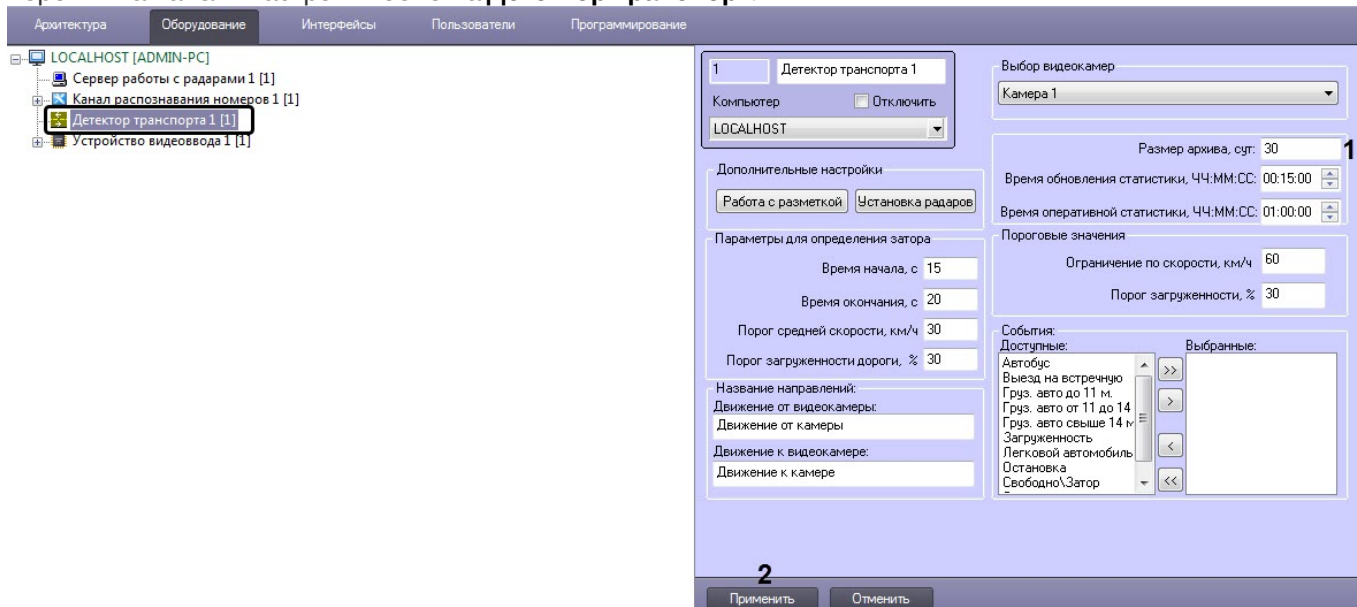 Архитектура Оборудование Интерфейсы Пользователи Программирование
LOCALHOST [ADMIN-PC]
Сервер работы с радарами 1 [1]
Канал распознавания номеров 1 [1]
Детектор транспорта 1 [1]
Устройство видеоввода 1 [1]
1 Детектор транспорта 1
Компьютер Отключить
LOCALHOST
Дополнительные настройки
Работа с разметкой Установка радаров
Параметры для определения затора
Время начала, с 15
Время окончания, с 20
Порог средней скорости, км/ч 30
Порог загруженности дороги, % 30
Название направлений:
Движение от видеокамеры:
Движение от камеры
Движение к видеокамере:
Движение к камере
Выбор видеокамер
Камера 1
Размер архива, сут: 30 1
Время обновления статистики, ЧЧ:ММ:СС: 00:15:00
Время оперативной статистики, ЧЧ:ММ:СС: 01:00:00
Пороговые значения
Ограничение по скорости, км/ч 60
Порог загруженности, % 30
События:
Доступные: Выбранные:
Автобус
Выезд на встречную
Груз. авто до 11 м.
Груз. авто от 11 до 14
Груз. авто свыше 14 м
Загруженность
Легковой автомобиль
Остановка
Свободно\Затор
>>
>
<
<<
2
Применить Отменить